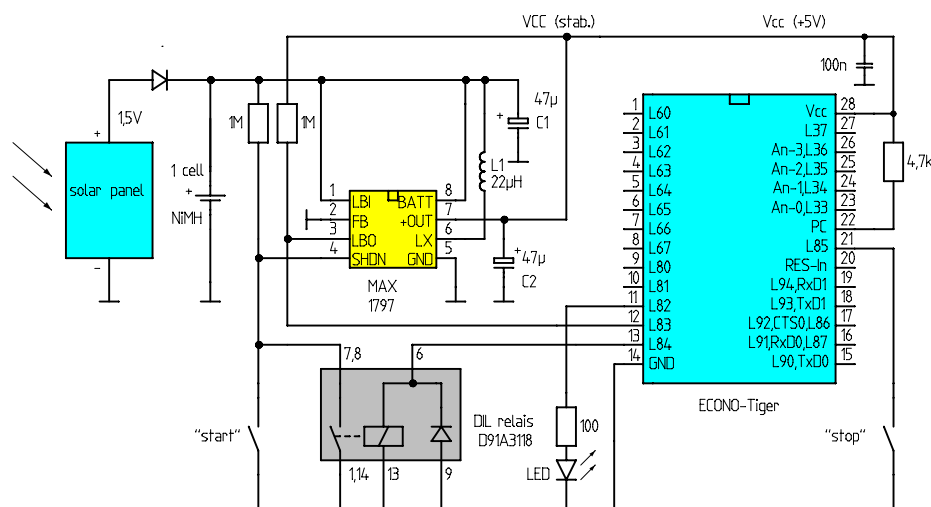 VCC (stab.)
Vcc (+5V)
100n
1,5V
1M
1M
47µ
+
C1
+
solar panel
–
1 cell
+
NiMH
L1
22µH
1 LBI
2 FB
3 LBO
4 SHDN
BATT 8
+OUT 7
LX 6
GND 5
MAX
1797
+
47µ
C2
1 L60
2 L61
3 L62
4 L63
5 L64
6 L65
7 L66
8 L67
9 L80
10 L81
11 L82
12 L83
13 L84
14 GND
Vcc 28
L37 27
An-3,L36 26
An-2,L35 25
An-1,L34 24
An-0,L33 23
PC 22
L85 21
RES-In 20
L94,RxD1 19
L93,TxD1 18
L92,CTS0,L86 17
L91,RxD0,L87 16
L90,TxD0 15
4,7k
ECONO-Tiger
7,8
6
DIL relais
D91A3118
1,14
13
9
"start"
100
LED
"stop"